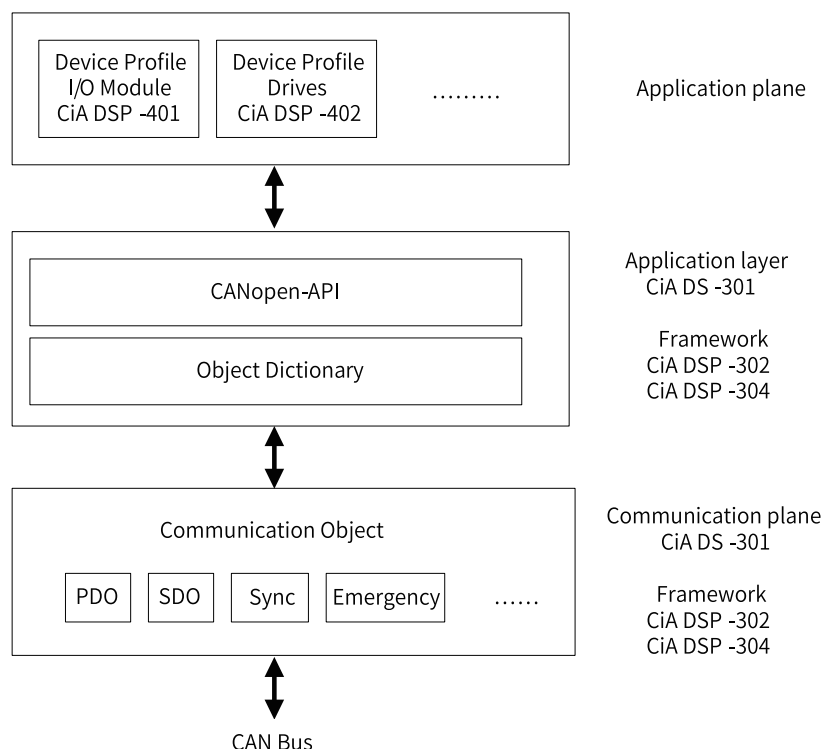 Device Profile
I/O Module
CiA DSP -401
Device Profile
Drives
CiA DSP -402
.........
Application plane
CANopen-API
Object Dictionary
Application layer
CiA DS -301
Framework
CiA DSP -302
CiA DSP -304
Communication Object
PDO
SDO
Sync
Emergency
......
Communication plane
CiA DS -301
Framework
CiA DSP -302
CiA DSP -304
CAN Bus